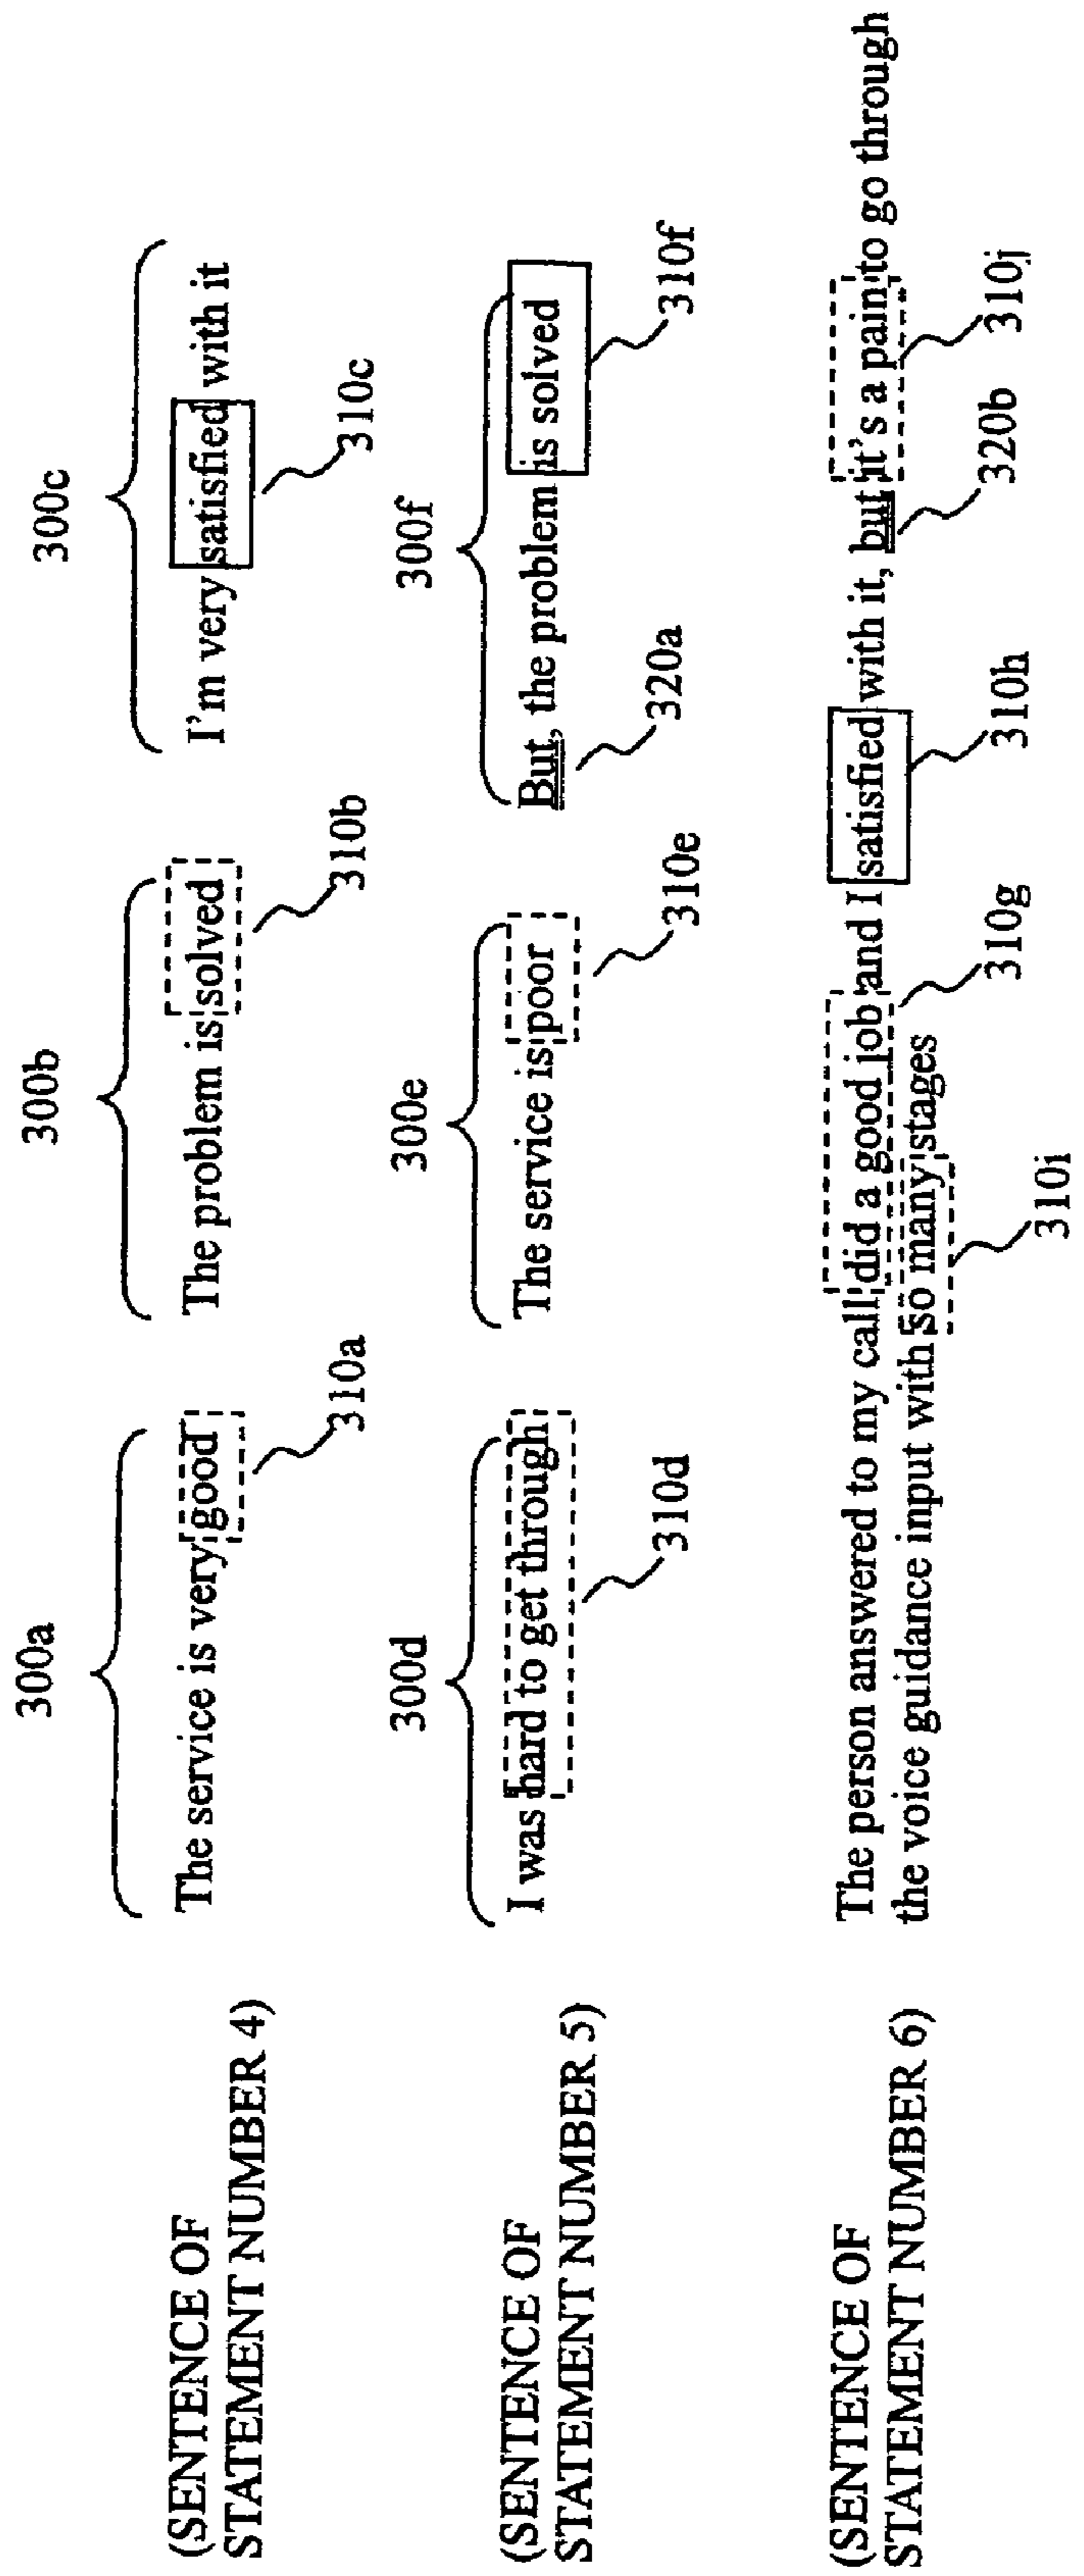 300a 300b 300c
(SENTENCE OF The service is very good The problem is solved I'm very satisfied with it
STATEMENT NUMBER 4)
310a 310b 310c
300d 300e 300f
(SENTENCE OF I was hard to get through The service is poor But, the problem is solved
STATEMENT NUMBER 5)
310d 310e 320a 310f
(SENTENCE OF The person answered to my call did a good job and I satisfied with it, but it's a pain to go through
STATEMENT NUMBER 6) the voice guidance input with so many stages
310i 310g 310h 320b 310j